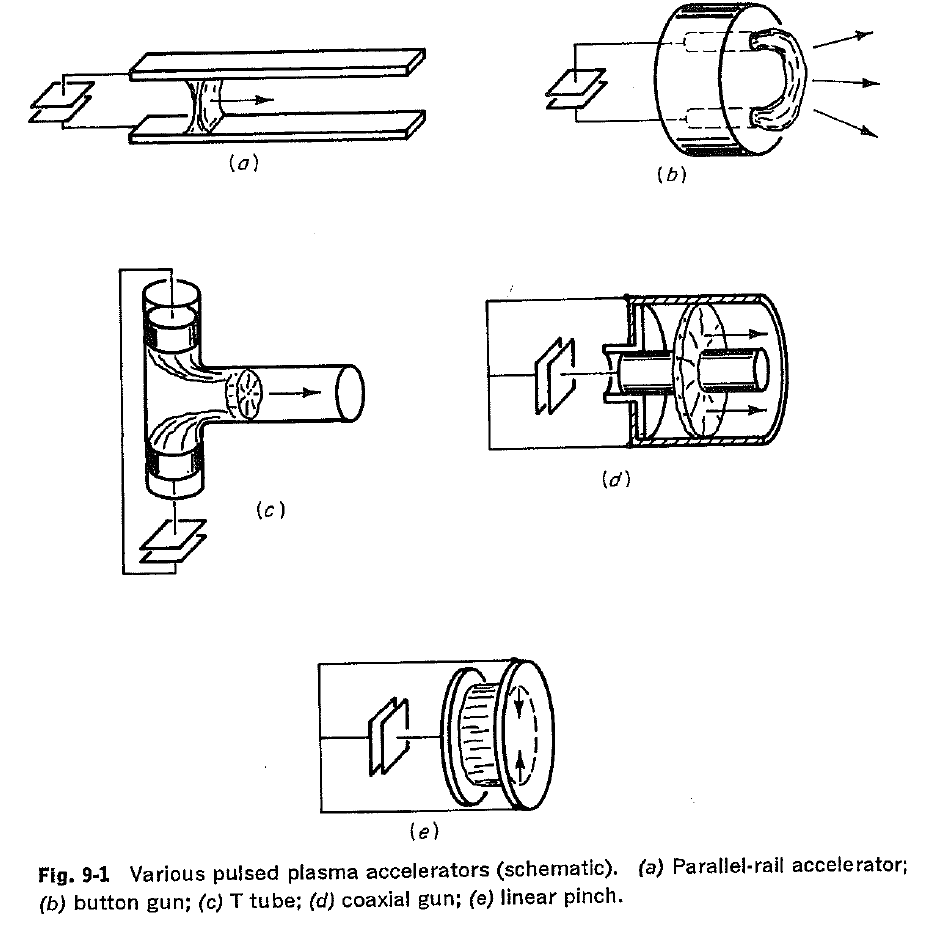 (a)
(b)
(c)
(d)
(e)
Fig. 9-1 Various pulsed plasma accelerators (schematic). (a) Parallel-rail accelerator;
(b) button gun; (c) T tube; (d) coaxial gun; (e) linear pinch.